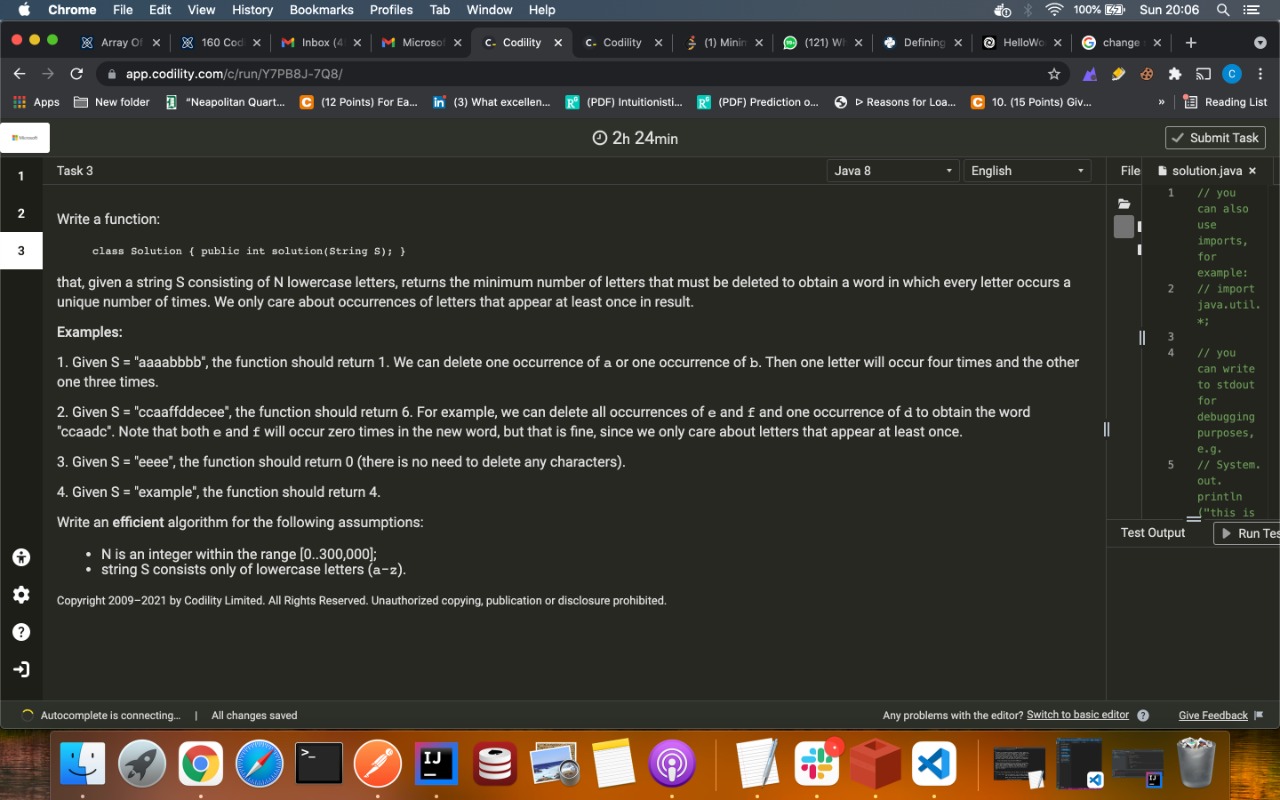 Chrome File Edit View History Bookmarks Profiles Tab Window Help 100% Sun 20:06
Array Of 160 Cod Inbox (4 Microsof Codility Codility (1) Minim (121) W Defining HelloWo change
app.codility.com/c/run/Y7PB8J-7Q8/
Apps New folder "Neapolitan Quart... (12 Points) For Ea... (3) What excellen... (PDF) Intuitionisti... (PDF) Prediction o... Reasons for Loa... 10. (15 Points) Giv... » Reading List
Microsoft 2h 24min Submit Task
1
2
3
Task 3 Java 8 English
Write a function:
class Solution { public int solution(String S); }
that, given a string S consisting of N lowercase letters, returns the minimum number of letters that must be deleted to obtain a word in which every letter occurs a
unique number of times. We only care about occurrences of letters that appear at least once in result.
Examples:
1. Given S = "aaaabbbb", the function should return 1. We can delete one occurrence of a or one occurrence of b. Then one letter will occur four times and the other
one three times.
2. Given S = "ccaaffddecee", the function should return 6. For example, we can delete all occurrences of e and f and one occurrence of d to obtain the word
"ccaadc". Note that both e and f will occur zero times in the new word, but that is fine, since we only care about letters that appear at least once.
3. Given S = "eeee", the function should return 0 (there is no need to delete any characters).
4. Given S = "example", the function should return 4.
Write an efficient algorithm for the following assumptions:
• N is an integer within the range [0..300,000];
• string S consists only of lowercase letters (a-z).
Copyright 2009–2021 by Codility Limited. All Rights Reserved. Unauthorized copying, publication or disclosure prohibited.
File solution.java
1 // you
can also
use
imports,
for
example:
2 // import
java.util.
*;
3
4 // you
can write
to stdout
for
debugging
purposes,
e.g.
5 // System.
out.
println
("this is
Test Output Run Tes
Autocomplete is connecting... | All changes saved Any problems with the editor? Switch to basic editor Give Feedback